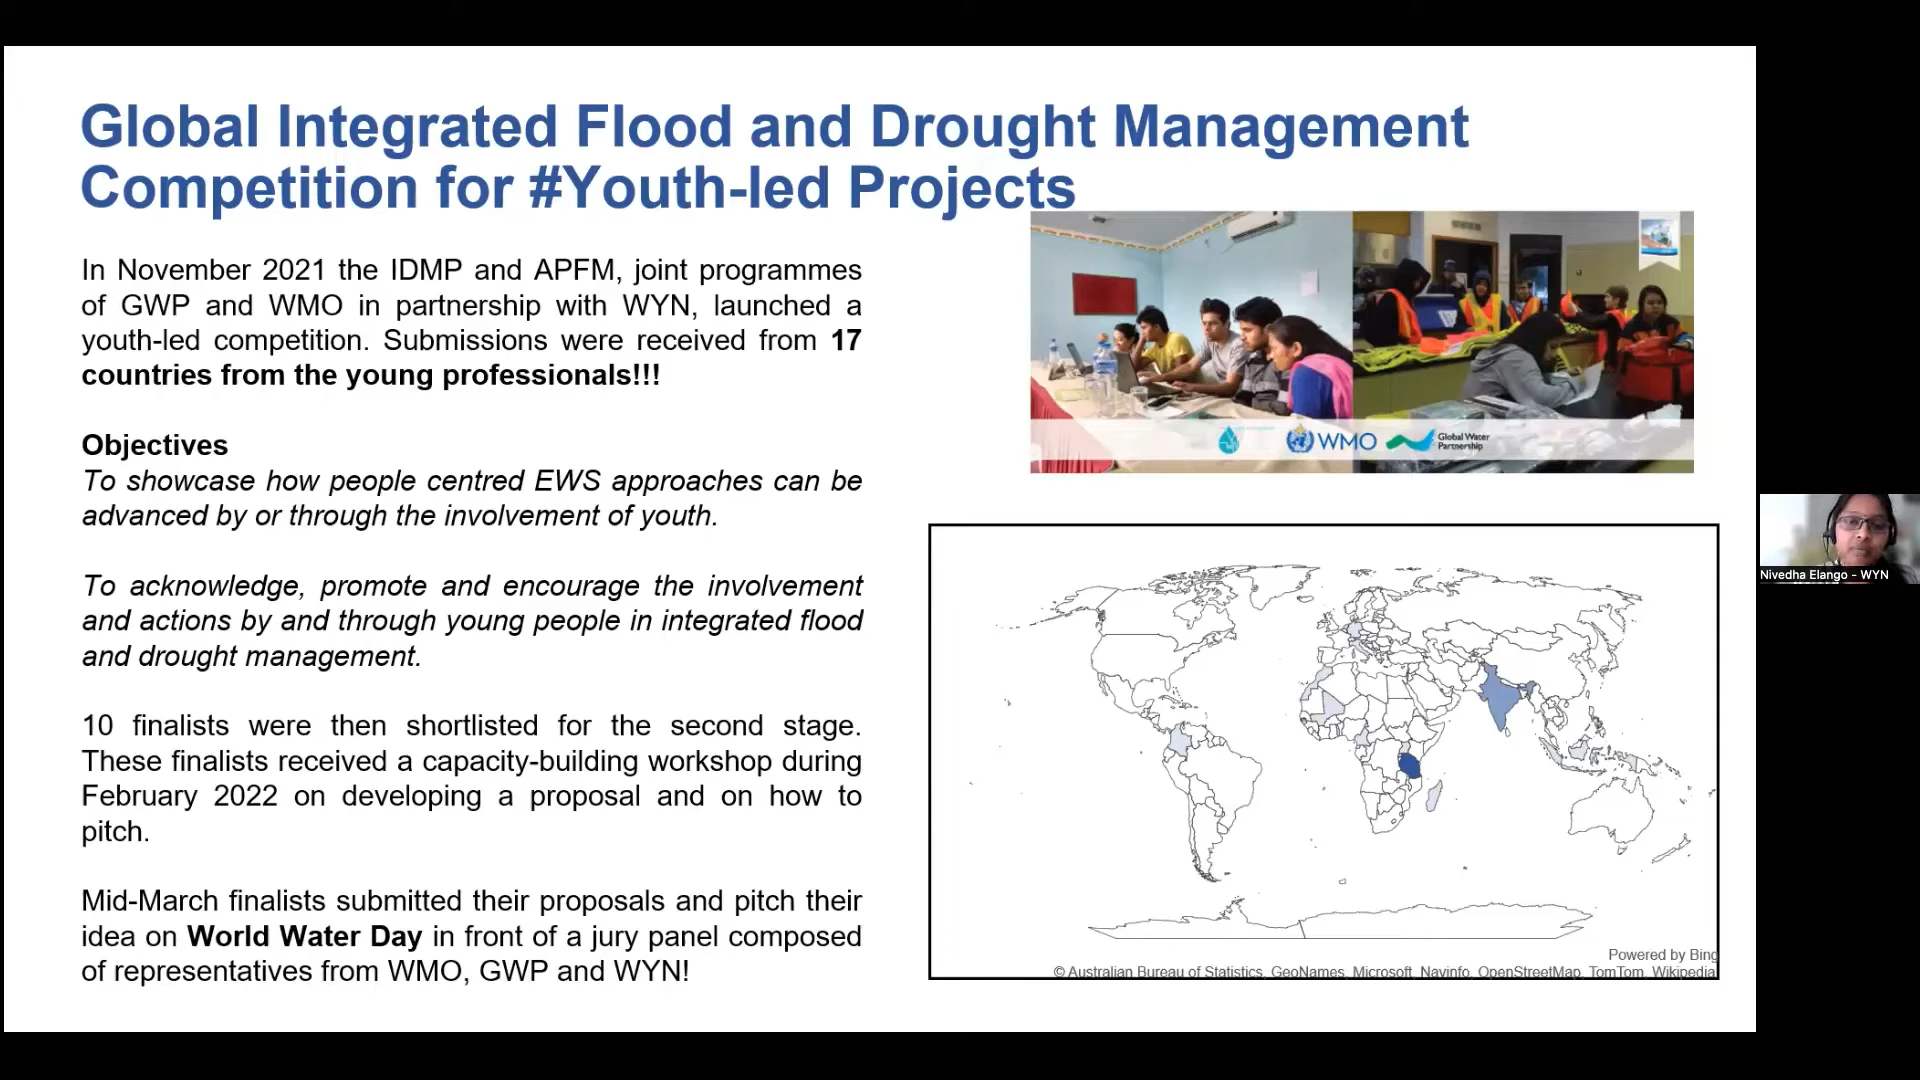 Global Integrated Flood and Drought Management
Competition for #Youth-led Projects
In November 2021 the IDMP and APFM, joint programmes
of GWP and WMO in partnership with WYN, launched a
youth-led competition. Submissions were received from 17
countries from the young professionals!!!
Objectives
To showcase how people centred EWS approaches can be
advanced by or through the involvement of youth.
To acknowledge, promote and encourage the involvement
and actions by and through young people in integrated flood
and drought management.
10 finalists were then shortlisted for the second stage.
These finalists received a capacity-building workshop during
February 2022 on developing a proposal and on how to
pitch.
Mid-March finalists submitted their proposals and pitch their
idea on World Water Day in front of a jury panel composed
of representatives from WMO, GWP and WYN!
WMO
Global Water
Partnership
Powered by Bing
© Australian Bureau of Statistics, GeoNames, Microsoft, Navinfo, OpenStreetMap, TomTom, Wikipedia
Nivedha Elango - WYN